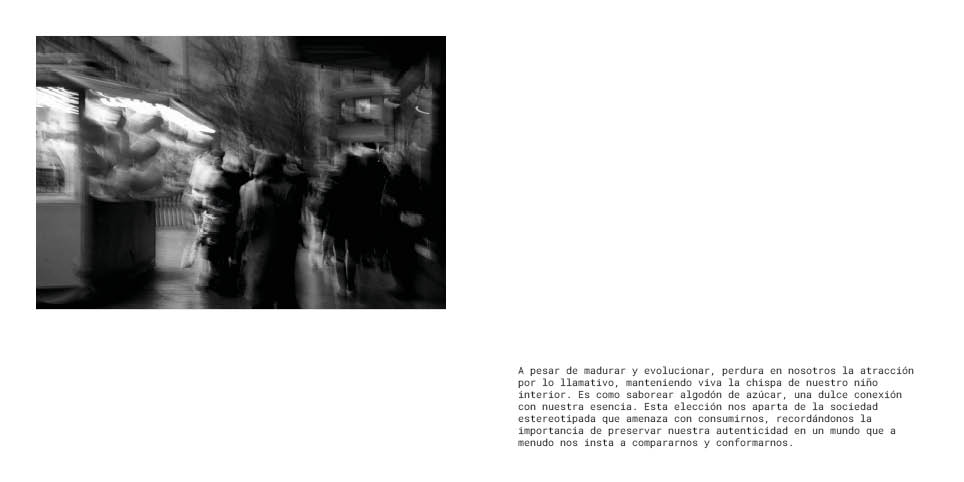 A pesar de madurar y evolucionar, perdura en nosotros la atracción
por lo llamativo, manteniendo viva la chispa de nuestro niño
interior. Es como saborear algodón de azúcar, una dulce conexión
con nuestra esencia. Esta elección nos aparta de la sociedad
estereotipada que amenaza con consumirnos, recordándonos la
importancia de preservar nuestra autenticidad en un mundo que a
menudo nos insta a compararnos y conformarnos.